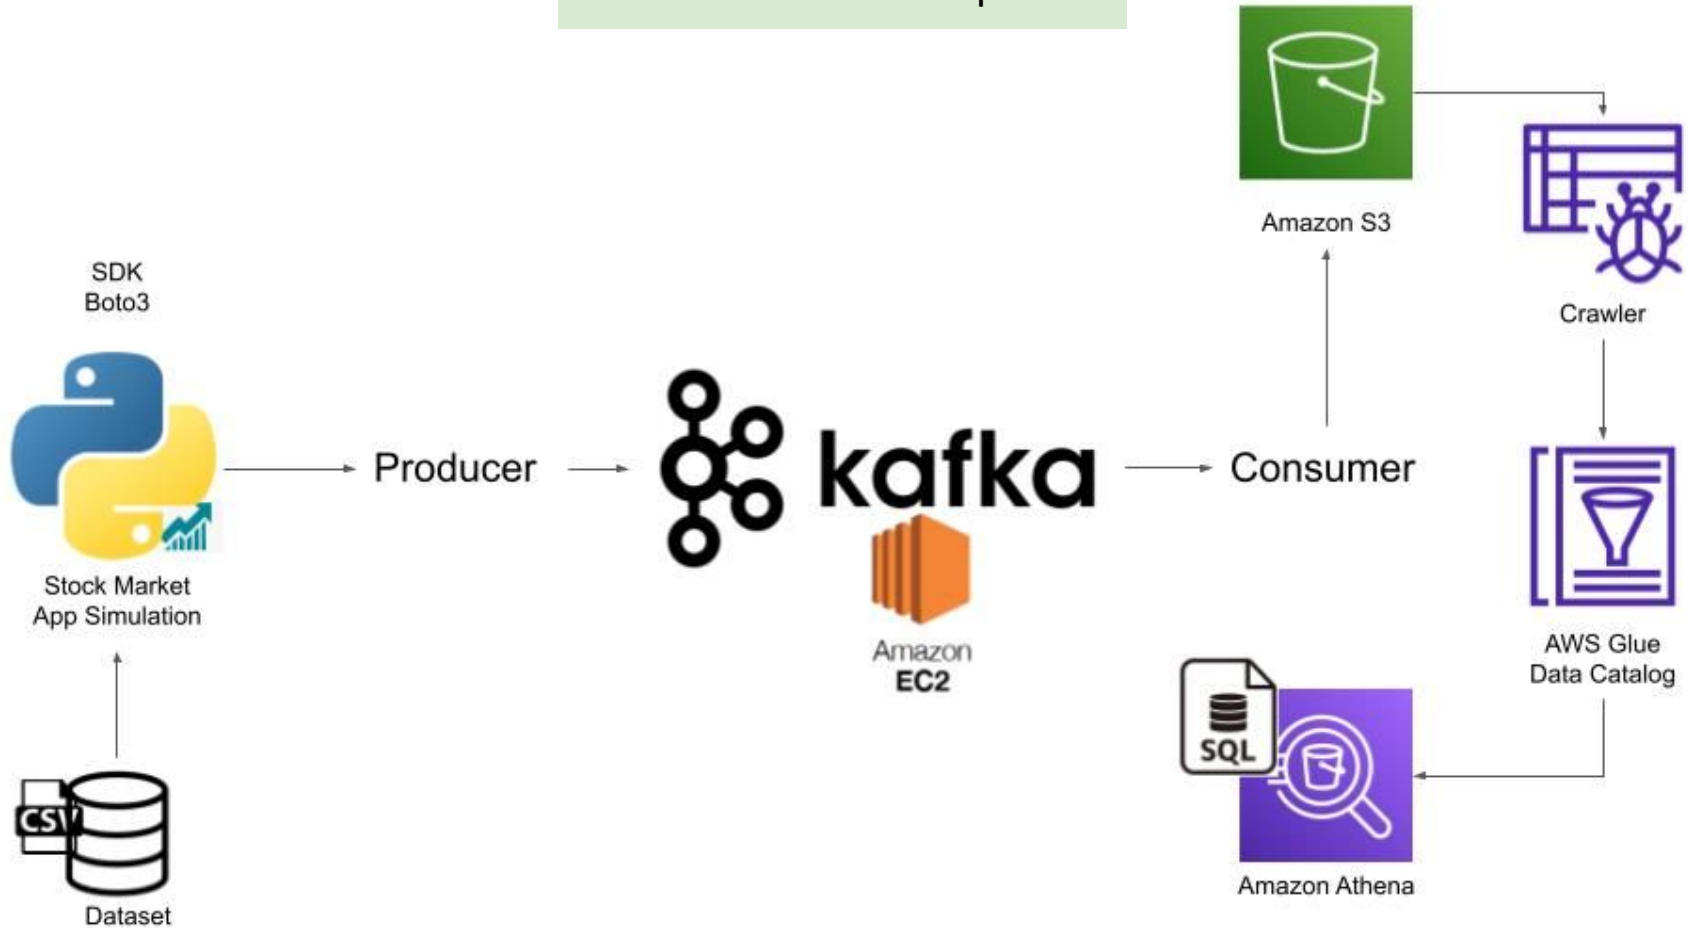 SDK
Boto3
Stock Market
App Simulation
CSV
Dataset
Producer
kafka
Amazon
EC2
Consumer
Amazon S3
Crawler
AWS Glue
Data Catalog
SQL
Amazon Athena